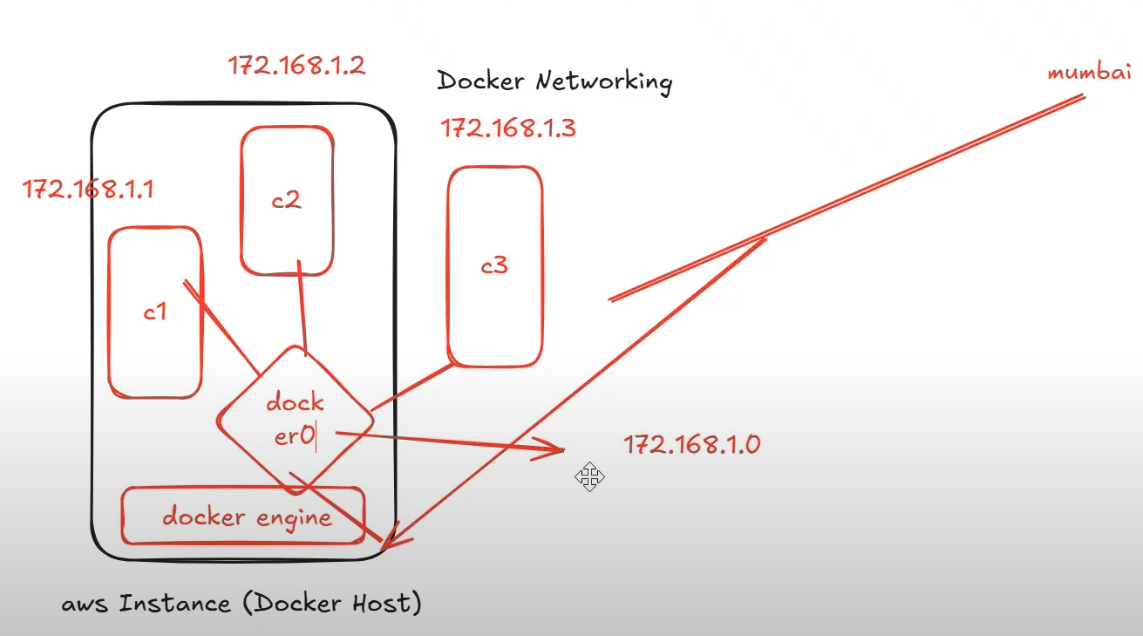 172.168.1.2
Docker Networking
mumbai
172.168.1.3
172.168.1.1
c2
c3
c1
dock
er0
172.168.1.0
docker engine
aws Instance (Docker Host)